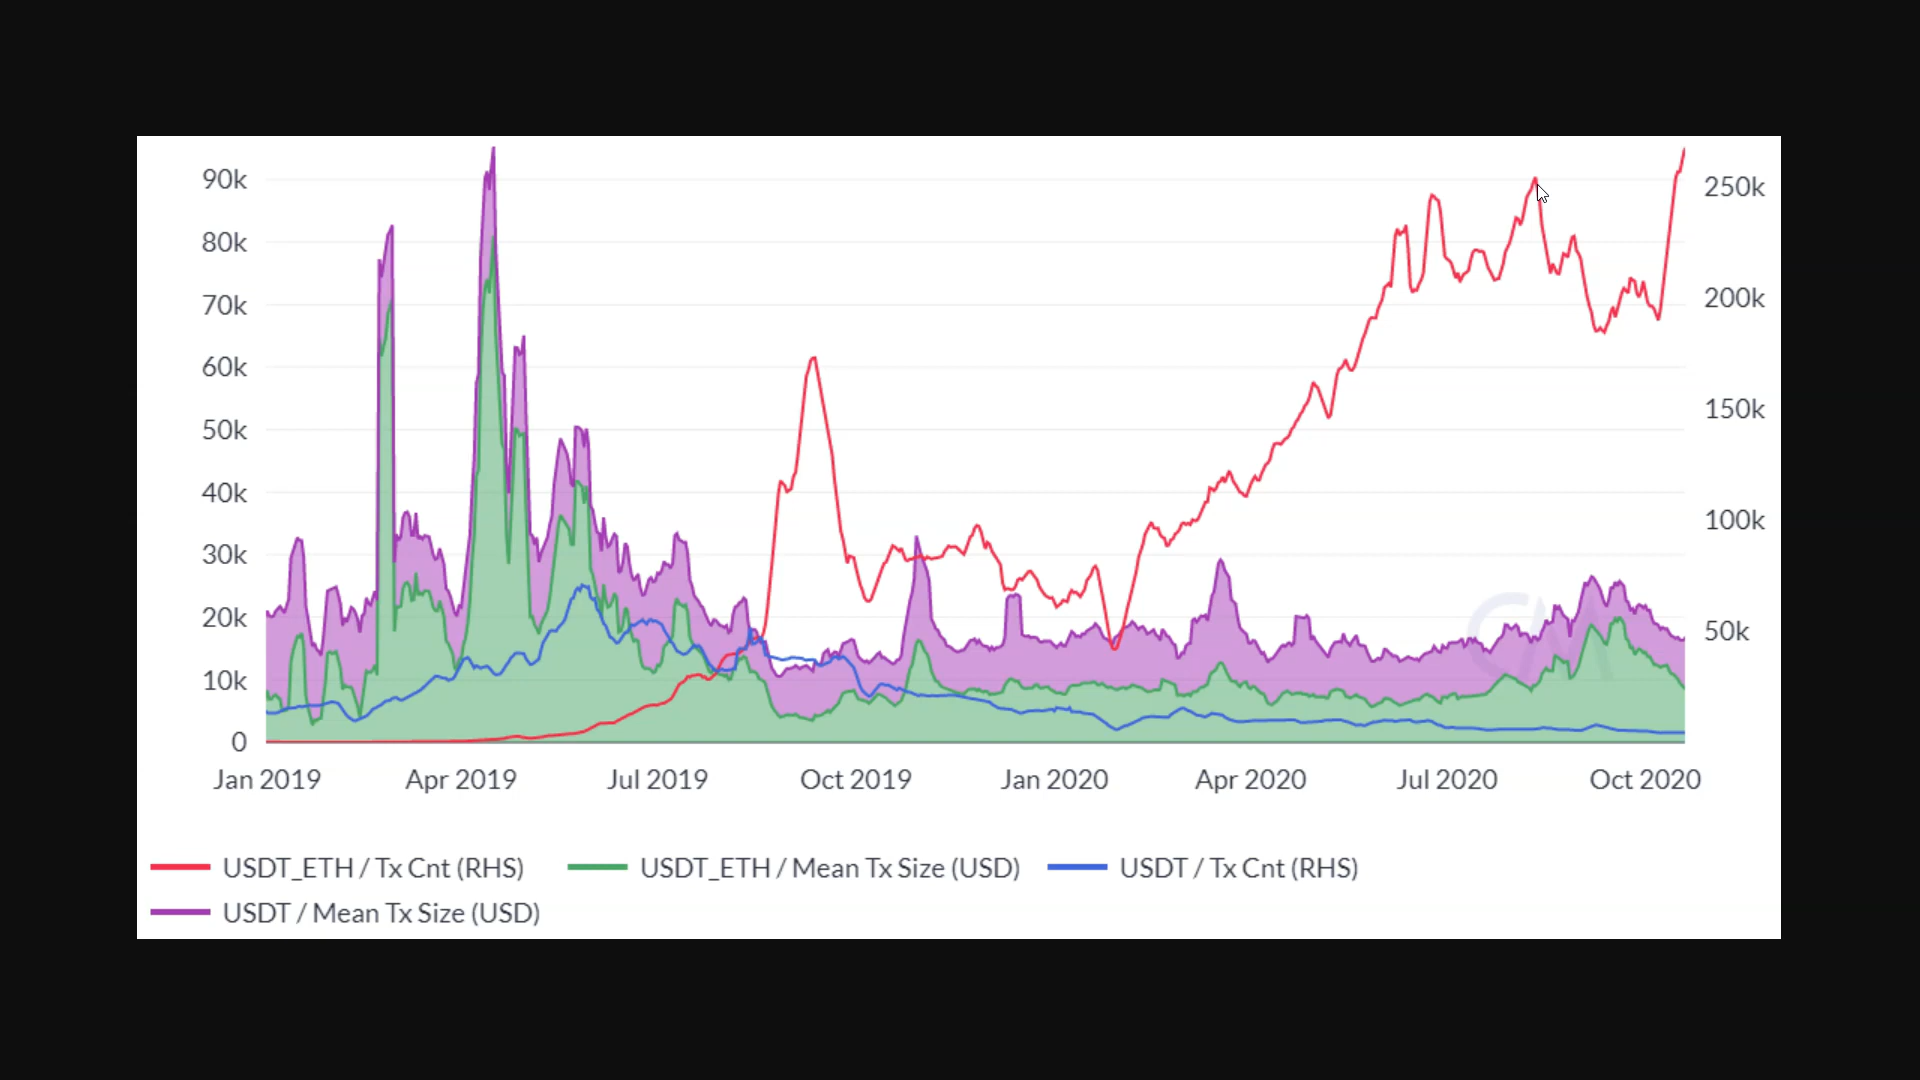 90k
80k
70k
60k
50k
40k
30k
20k
10k
0
250k
200k
150k
100k
50k
Jan 2019 Apr 2019 Jul 2019 Oct 2019 Jan 2020 Apr 2020 Jul 2020 Oct 2020
CM
USDT_ETH / Tx Cnt (RHS) USDT_ETH / Mean Tx Size (USD) USDT / Tx Cnt (RHS)
USDT / Mean Tx Size (USD)